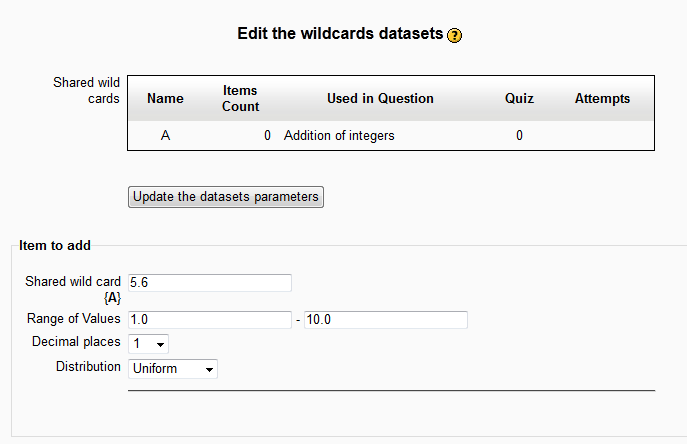 Edit the wildcards datasets ?
Shared wild
cards
Name Items
Count Used in Question Quiz Attempts
A 0 Addition of integers 0
Update the datasets parameters
Item to add
Shared wild card
{A} 5.6
Range of Values 1.0 - 10.0
Decimal places 1
Distribution Uniform